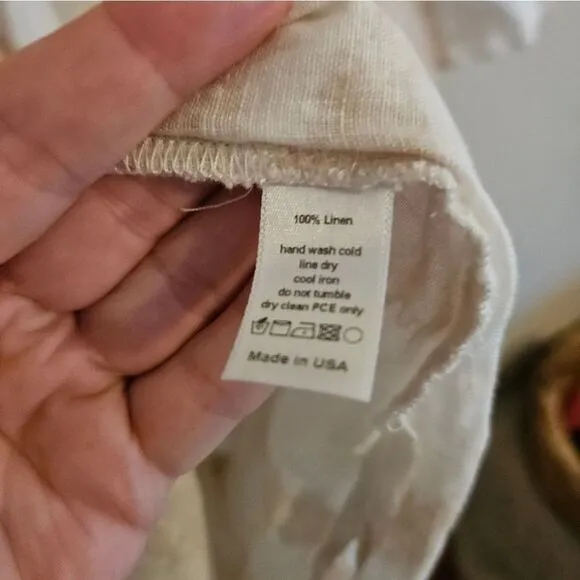 100% Linen
hand wash cold
line dry
cool iron
do not tumble
dry clean PCE only
Made in USA